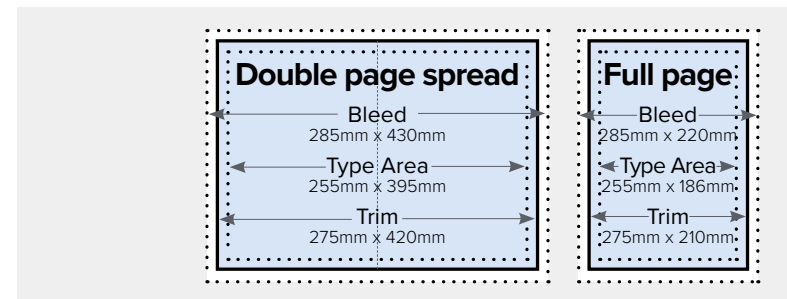 Double page spread
Bleed
285mm x 430mm
Type Area
255mm x 395mm
Trim
275mm x 420mm
Full page
Bleed
285mm x 220mm
Type Area
255mm x 186mm
Trim
275mm x 210mm